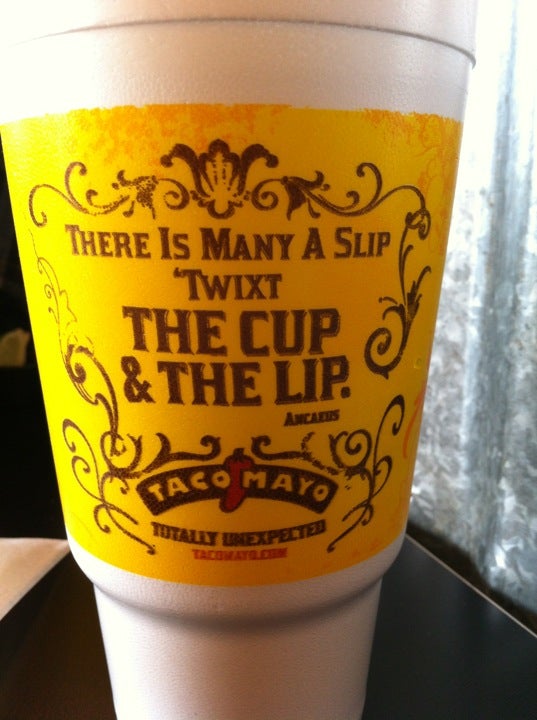 There Is Many A Slip
'Twixt
THE CUP
& THE LIP.
Ancaeus
TACO MAYO
TOTALLY UNEXPECTED
TACOMAYO.COM